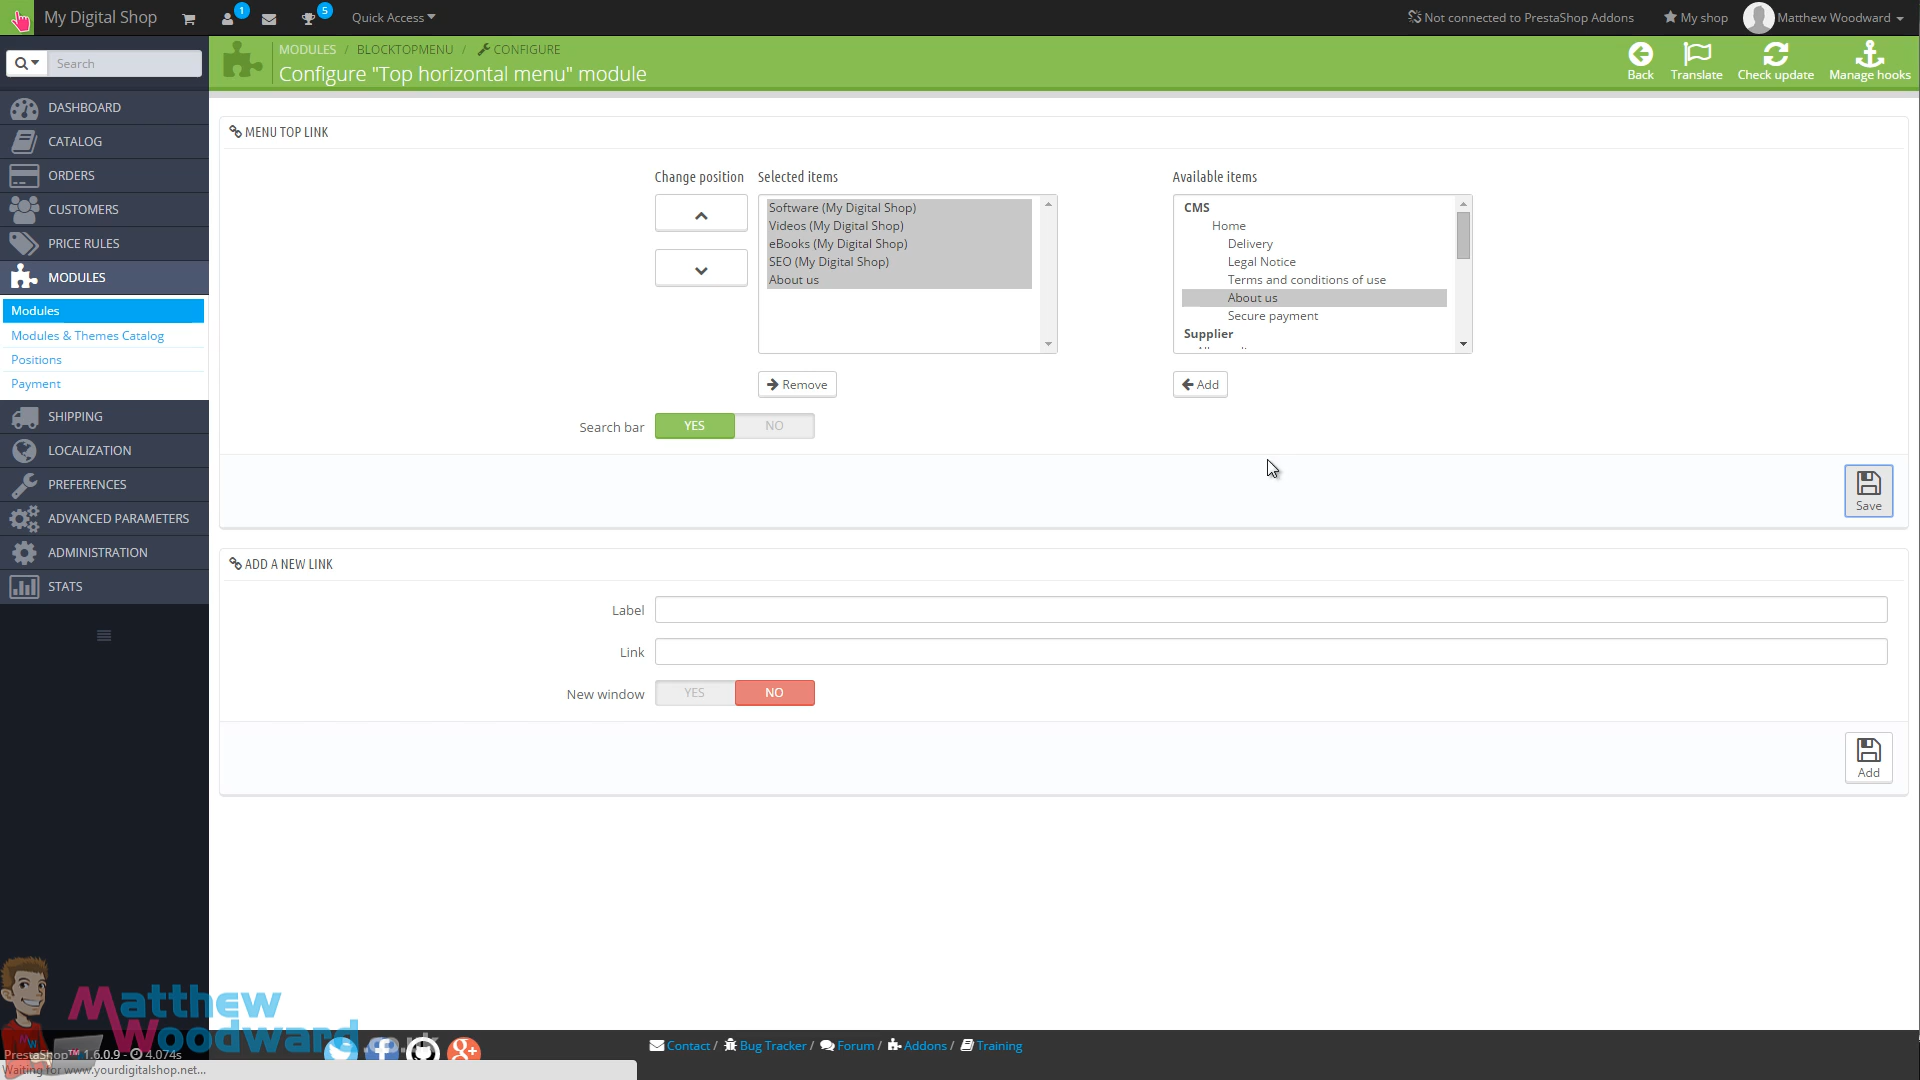 My Digital Shop 1 5 Quick Access Not connected to PrestaShop Addons My shop Matthew Woodward
Search
MODULES / BLOCKTOPMENU / CONFIGURE
Configure "Top horizontal menu" module
Back Translate Check update Manage hooks
DASHBOARD
CATALOG
ORDERS
CUSTOMERS
PRICE RULES
MODULES
Modules
Modules & Themes Catalog
Positions
Payment
SHIPPING
LOCALIZATION
PREFERENCES
ADVANCED PARAMETERS
ADMINISTRATION
STATS
MENU TOP LINK
Change position Selected items Available items
Software (My Digital Shop)
Videos (My Digital Shop)
eBooks (My Digital Shop)
SEO (My Digital Shop)
About us
CMS
Home
Delivery
Legal Notice
Terms and conditions of use
About us
Secure payment
Supplier
Remove
Add
Search bar YES NO
Save
ADD A NEW LINK
Label
Link
New window YES NO
Add
Matthew
Woodward
PrestaShop™ 1.6.0.9 - 4.074s
Contact / Bug Tracker / Forum / Addons / Training
Waiting for www.yourdigitalshop.net...